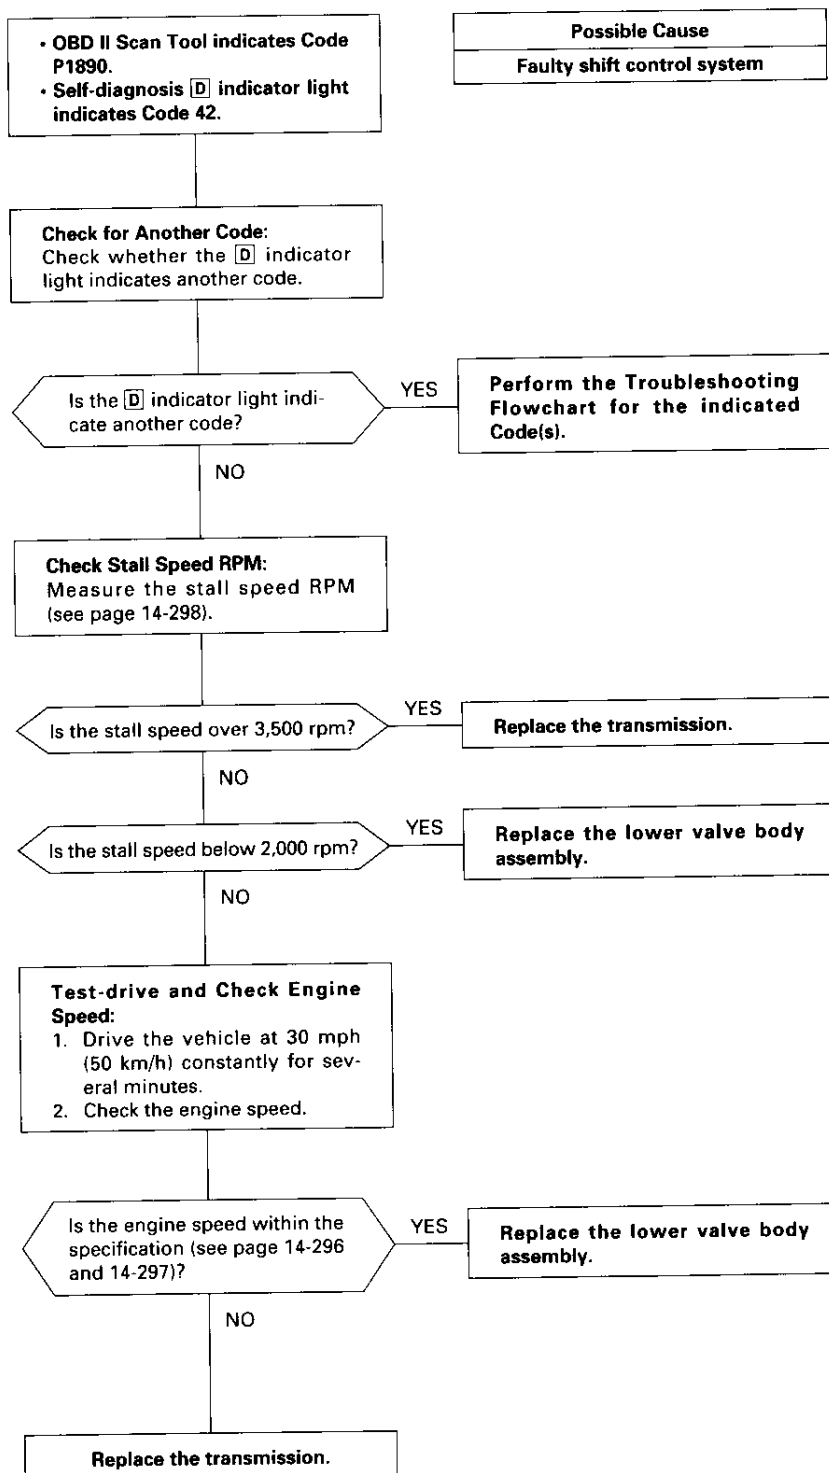 • OBD II Scan Tool indicates Code
P1890.
• Self-diagnosis D indicator light
indicates Code 42.
Possible Cause
Faulty shift control system
Check for Another Code:
Check whether the D indicator
light indicates another code.
Is the D indicator light indi-
cate another code?
YES
Perform the Troubleshooting
Flowchart for the indicated
Code(s).
NO
Check Stall Speed RPM:
Measure the stall speed RPM
(see page 14-298).
Is the stall speed over 3,500 rpm?
YES
Replace the transmission.
NO
Is the stall speed below 2,000 rpm?
YES
Replace the lower valve body
assembly.
NO
Test-drive and Check Engine
Speed:
1. Drive the vehicle at 30 mph
(50 km/h) constantly for sev-
eral minutes.
2. Check the engine speed.
Is the engine speed within the
specification (see page 14-296
and 14-297)?
YES
Replace the lower valve body
assembly.
NO
Replace the transmission.